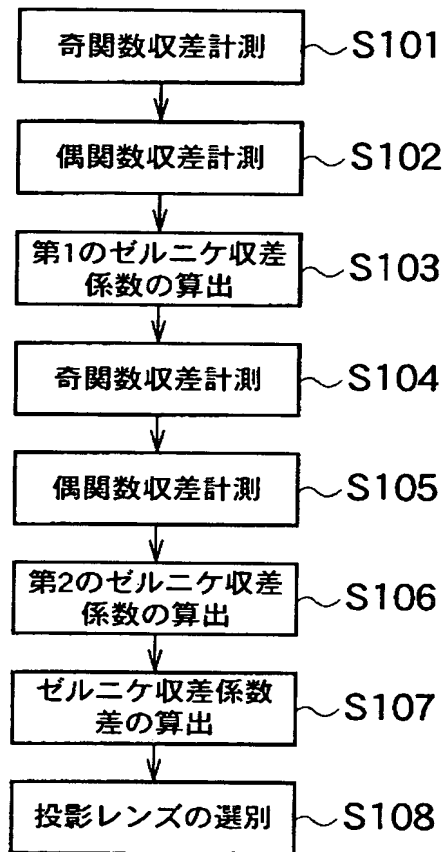 奇関数収差計測 S101
偶関数収差計測 S102
第1のゼルニケ収差
係数の算出 S103
奇関数収差計測 S104
偶関数収差計測 S105
第2のゼルニケ収差
係数の算出 S106
ゼルニケ収差係数
差の算出 S107
投影レンズの選別 S108